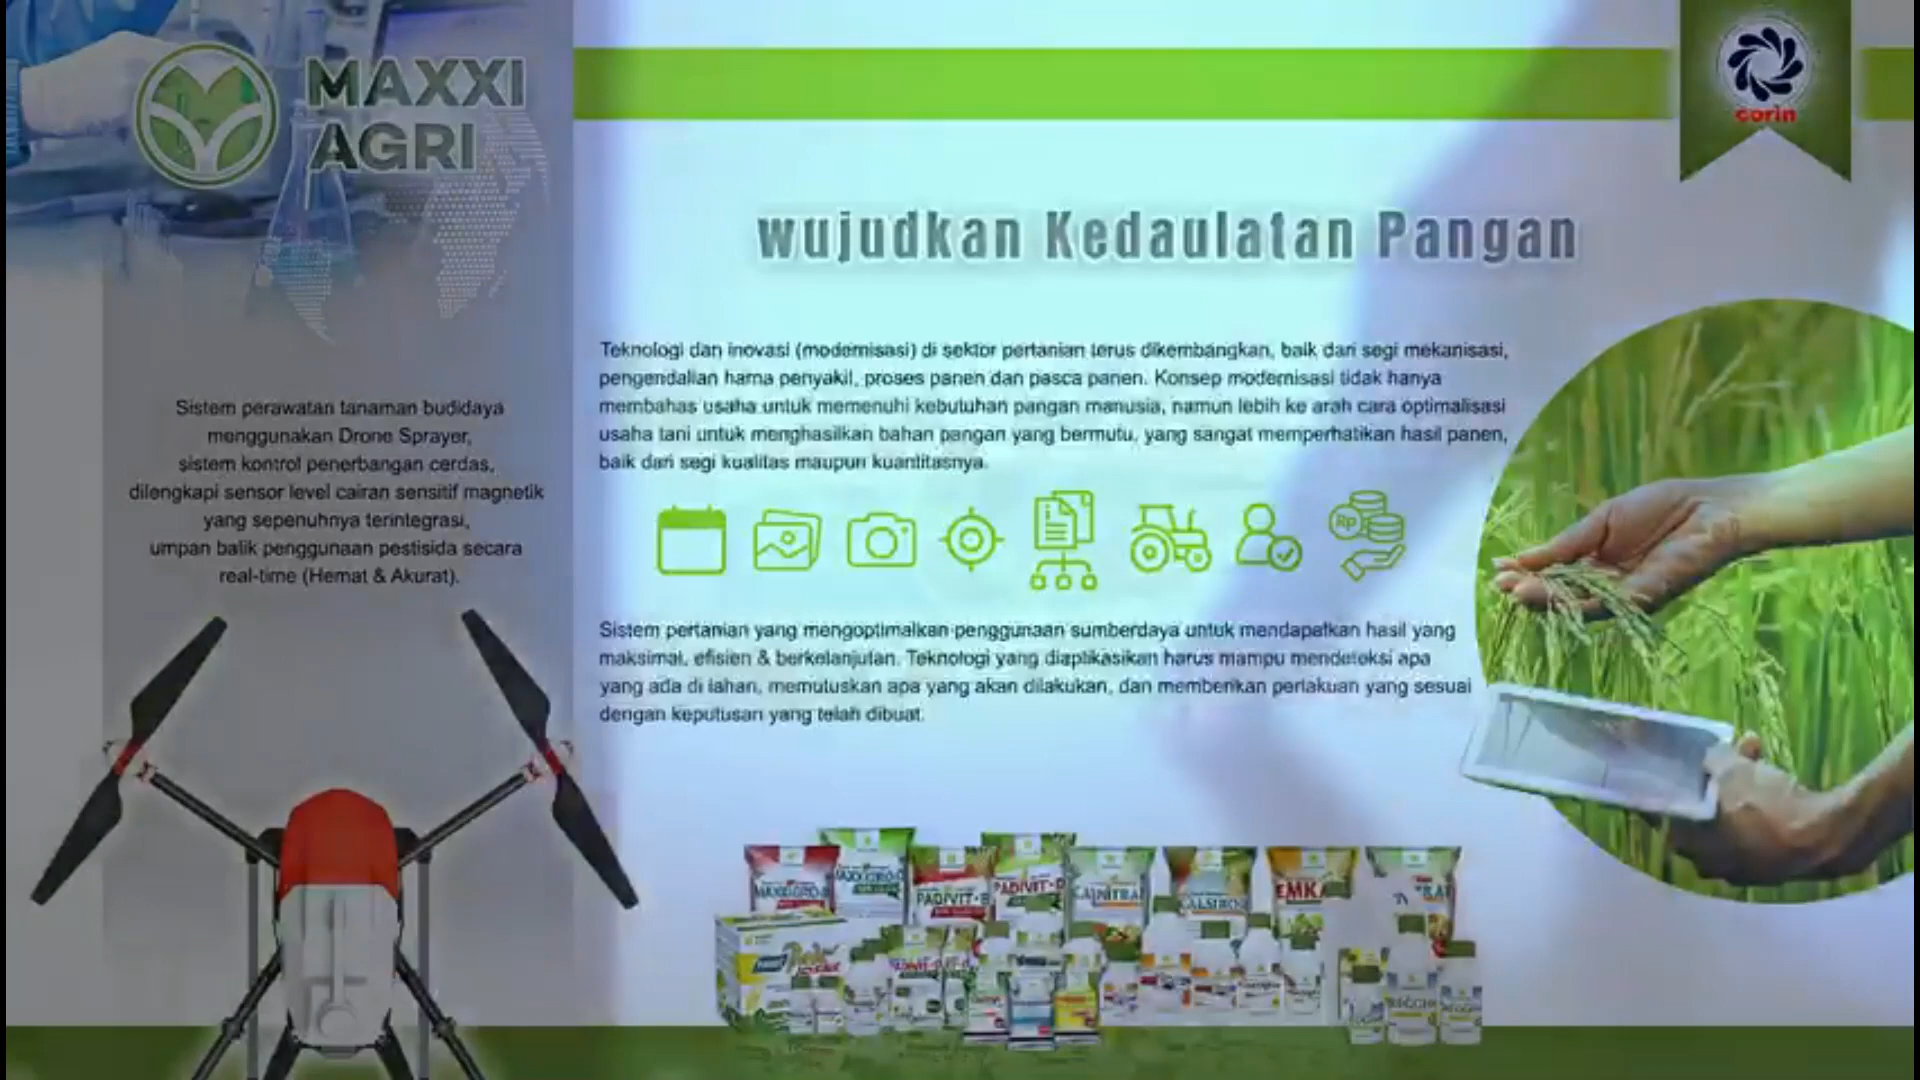 MAXXI
AGRI
corin
wujudkan Kedaulatan Pangan
Teknologi dan inovasi (modernisasi) di sektor pertanian terus dikembangkan, baik dari segi mekanisasi,
pengendalian hama penyakit, proses panen dan pasca panen. Konsep modernisasi tidak hanya
membahas usaha untuk memenuhi kebutuhan pangan manusia, namun lebih ke arah cara optimalisasi
usaha tani untuk menghasilkan bahan pangan yang bermutu, yang sangat memperhatikan hasil panen,
baik dari segi kualitas maupun kuantitasnya.
Sistem perawatan tanaman budidaya
menggunakan Drone Sprayer,
sistem kontrol penerbangan cerdas,
dilengkapi sensor level cairan sensitif magnetik
yang sepenuhnya terintegrasi,
umpan balik penggunaan pestisida secara
real-time (Hemat & Akurat).
Rp
Sistem pertanian yang mengoptimalkan penggunaan sumberdaya untuk mendapatkan hasil yang
maksimal, efisien & berkelanjutan. Teknologi yang diaplikasikan harus mampu mendeteksi apa
yang ada di lahan, memutuskan apa yang akan dilakukan, dan memberikan perlakuan yang sesuai
dengan keputusan yang telah dibuat.
PADIVIT-B
PADIVIT-D